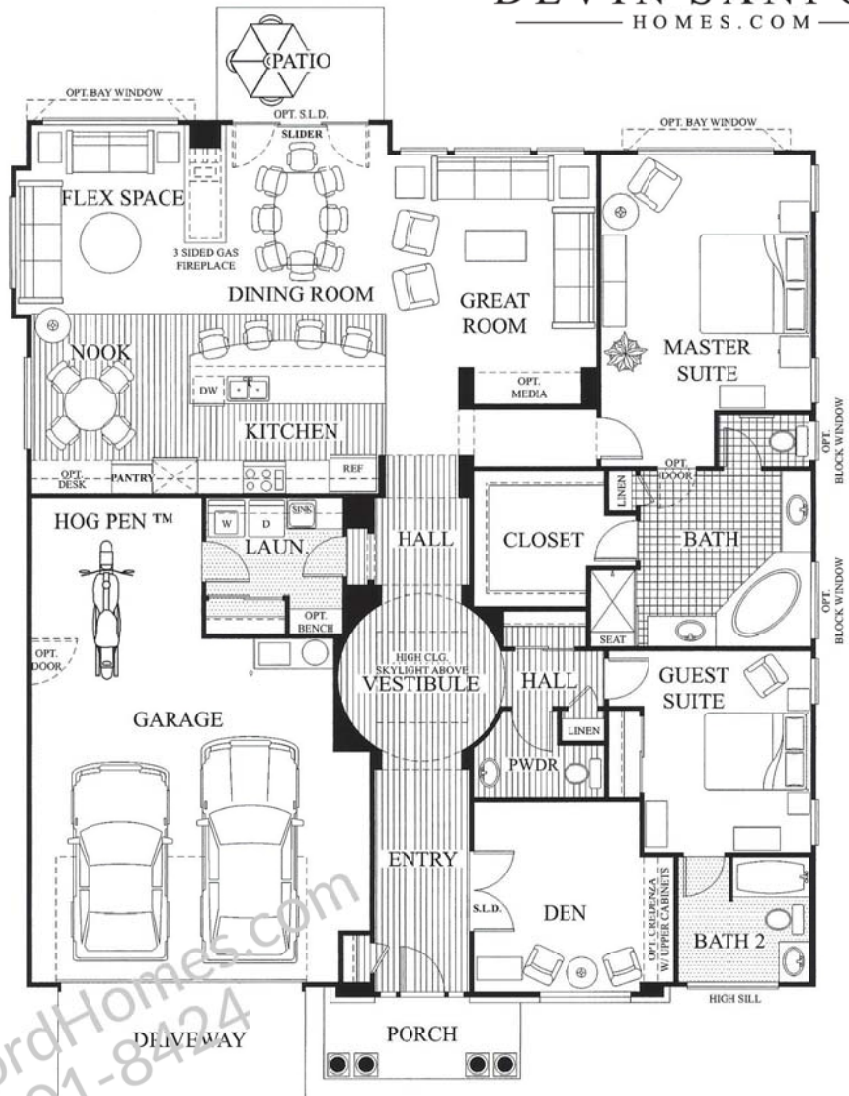 HOMES.COM
PATIO
OPT. BAY WINDOW
OPT. S.L.D.
SLIDER
OPT. BAY WINDOW
FLEX SPACE
3 SIDED GAS
FIREPLACE
DINING ROOM
GREAT
ROOM
MASTER
SUITE
NOOK
DW
OPT.
MEDIA
KITCHEN
OPT.
BLOCK WINDOW
OPT.
DESK
PANTRY
REF
OPT.
DOOR
LINEN
HOG PEN ™
W
D
SINK
LAUN.
HALL
CLOSET
BATH
OPT.
BLOCK WINDOW
OPT.
BENCH
SEAT
OPT.
DOOR
HIGH CLG.
SKYLIGHT ABOVE
VESTIBULE
HALL
GUEST
SUITE
GARAGE
LINEN
PWDR
ENTRY
S.L.D.
DEN
OPT. CREDENZA
W/ UPPER CABINETS
BATH 2
HIGH SILL
DRIVEWAY
PORCH
ordHomes.com
01-8424